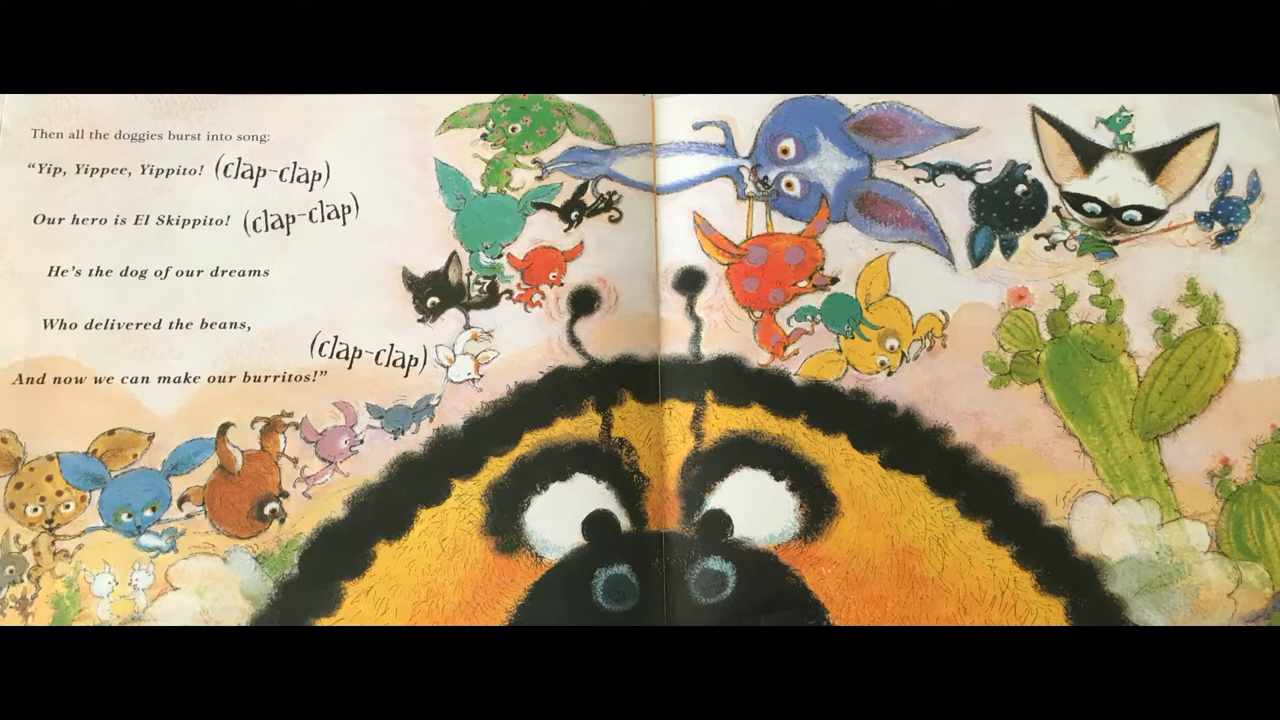 Then all the doggies burst into song:
“Yip, Yippee, Yippito! (clap-clap)
Our hero is El Skippito! (clap-clap)
He's the dog of our dreams
Who delivered the beans,
(clap-clap)
And now we can make our burritos!”